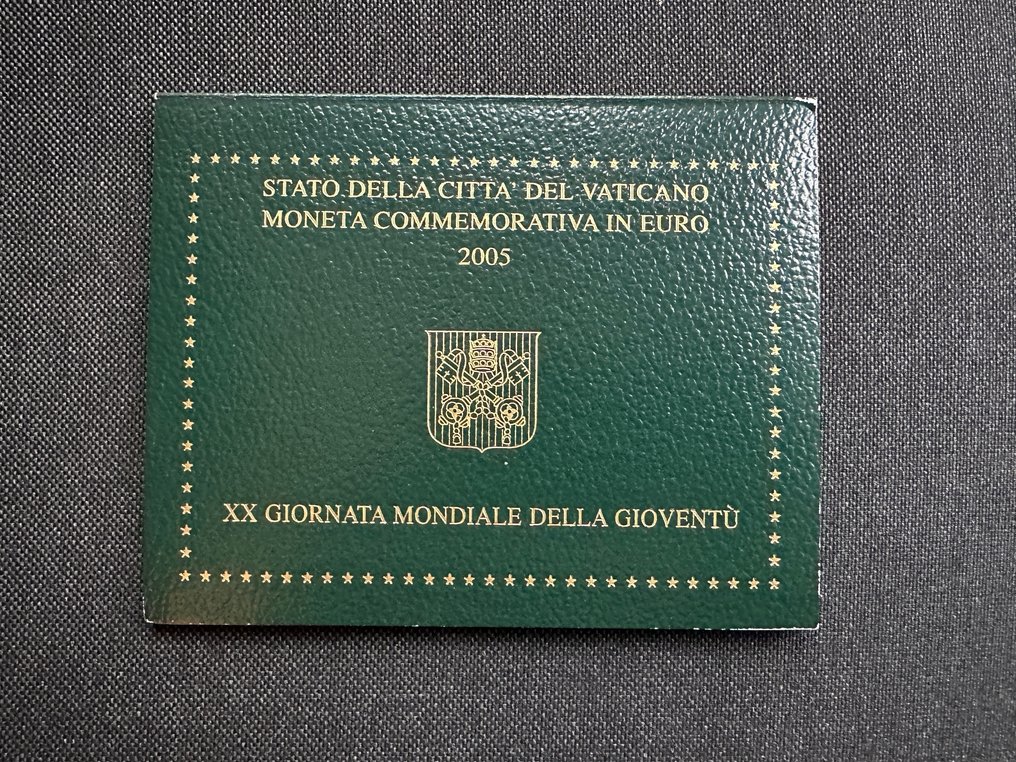 STATO DELLA CITTA' DEL VATICANO
MONETA COMMEMORATIVA IN EURO
2005
XX GIORNATA MONDIALE DELLA GIOVENTÙ